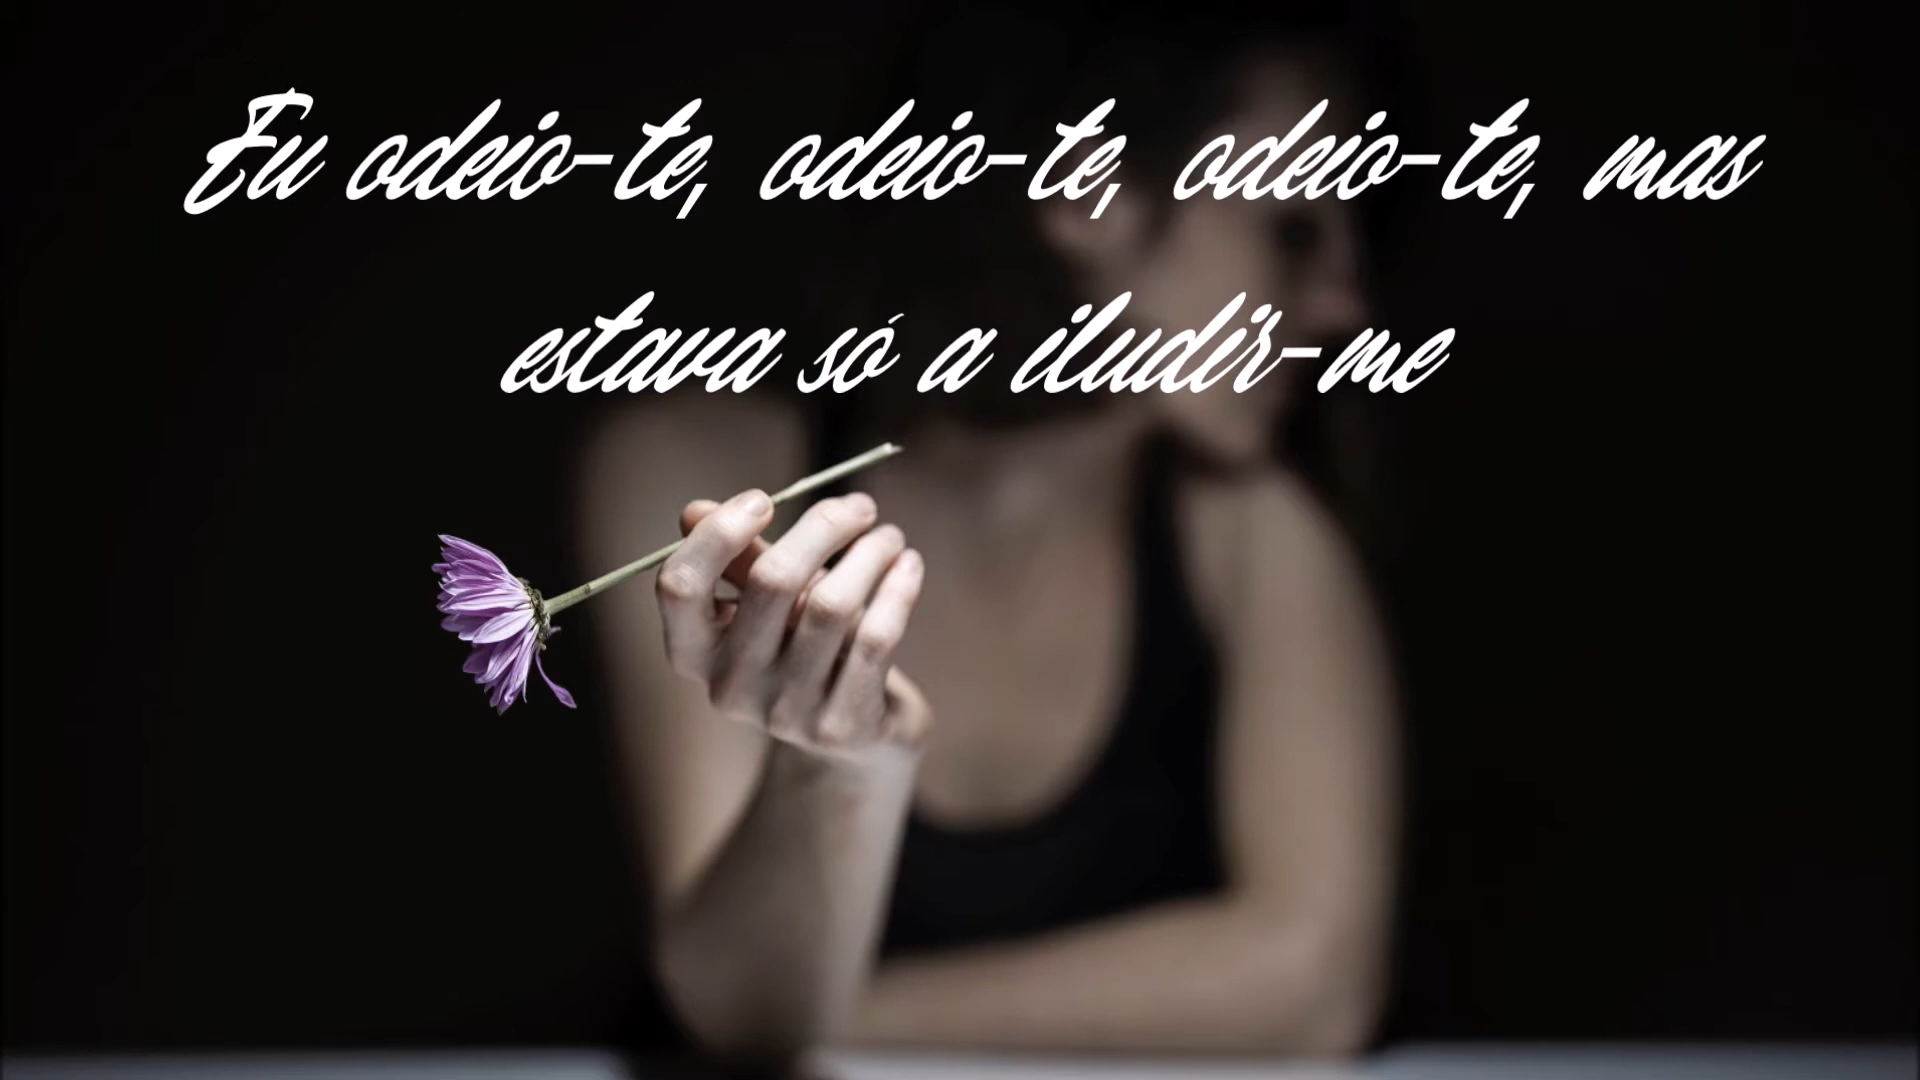 Eu odeio-te, odeio-te, odeio-te, mas
estava só a iludir-me